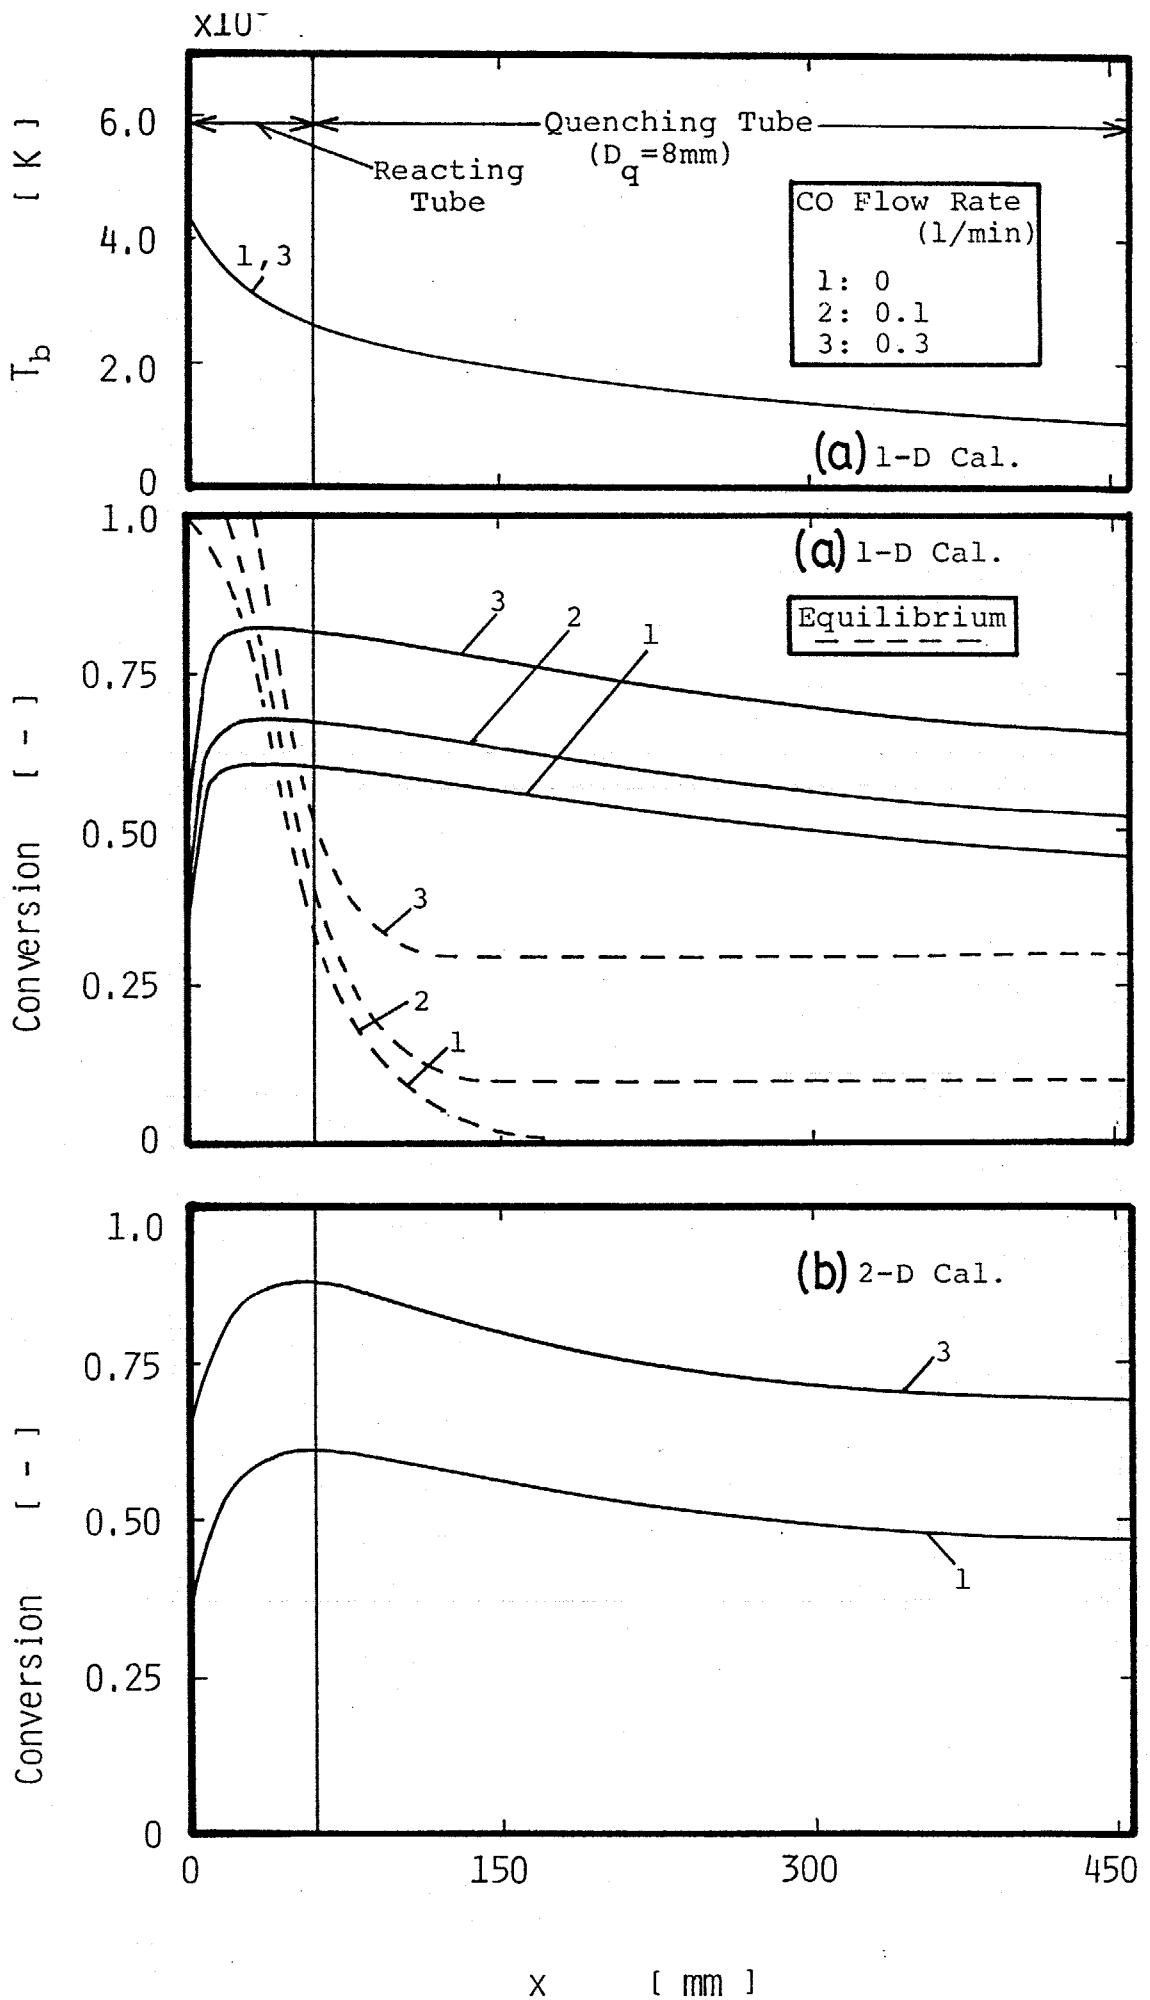 6.0
Quenching Tube
(Dq=8mm)
Reacting
Tube
CO Flow Rate
(l/min)
1: 0
2: 0.1
3: 0.3
4.0
1,3
2.0
0
Tb [K]
(a) 1-D Cal.
1.0
(a) 1-D Cal.
Equilibrium
3
2
1
0.75
0.50
3
0.25
2
1
0
Conversion [-]
1.0
(b) 2-D Cal.
3
0.75
0.50
1
0.25
0
Conversion [-]
0 150 300 450
X [mm]